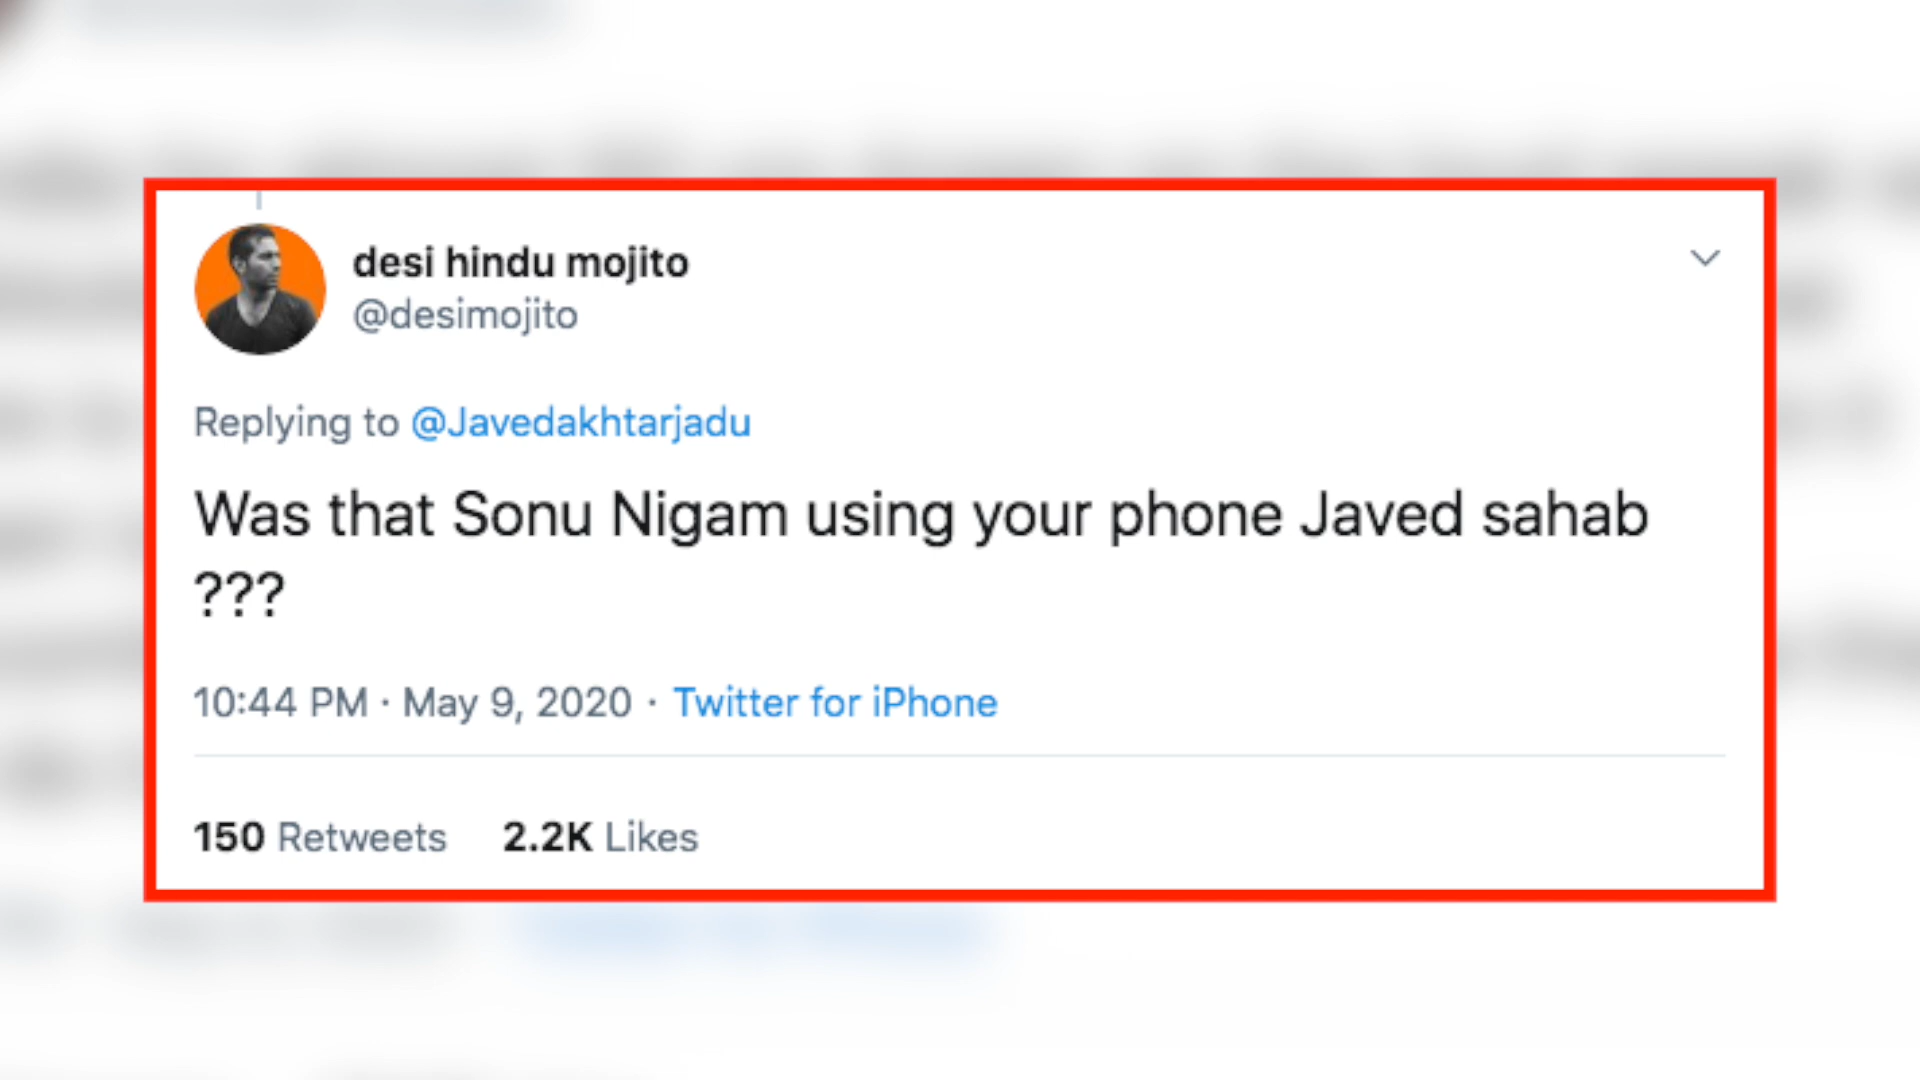 desi hindu mojito
@desimojito
Replying to @Javedakhtarjadu
Was that Sonu Nigam using your phone Javed sahab
???
10:44 PM · May 9, 2020 · Twitter for iPhone
150 Retweets 2.2K Likes